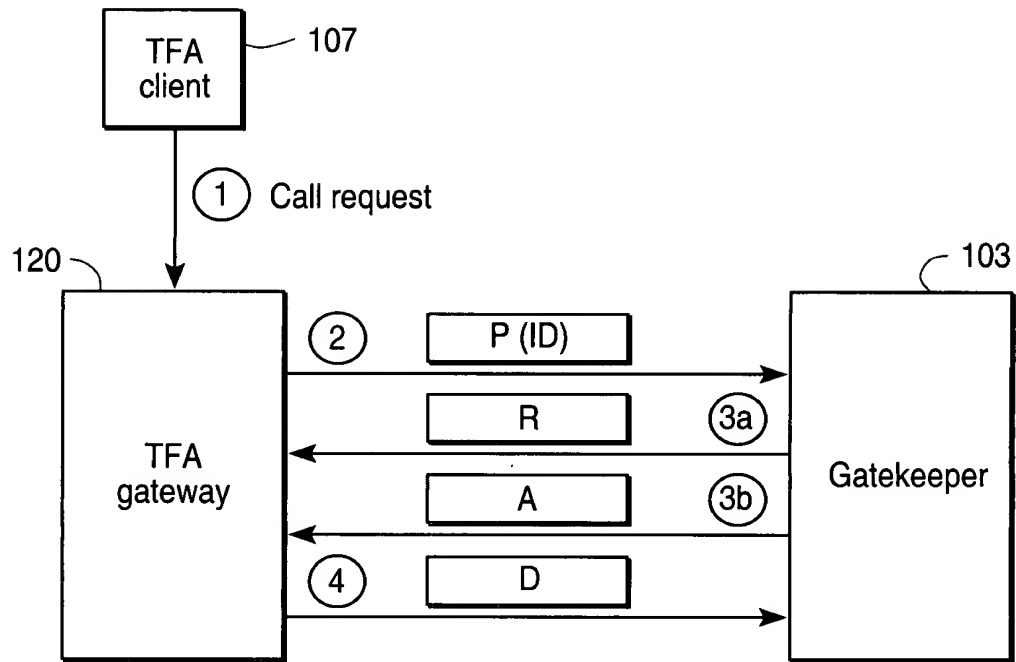 TFA
client
107
1 Call request
120
103
2 P (ID)
R 3a
TFA
gateway
Gatekeeper
A 3b
4 D